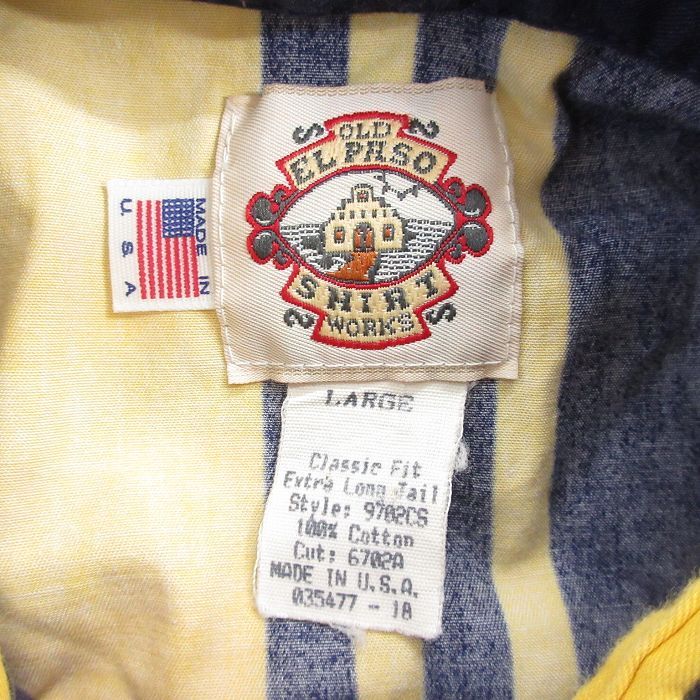 OLD
EL PASO
SHIRT
WORKS
MADE IN
U.S A
LARGE
Classic Fit
Extra Long Tail
Style: 9702CS
100% Cotton
Cut: 6702A
MADE IN U.S.A.
035477 - 18